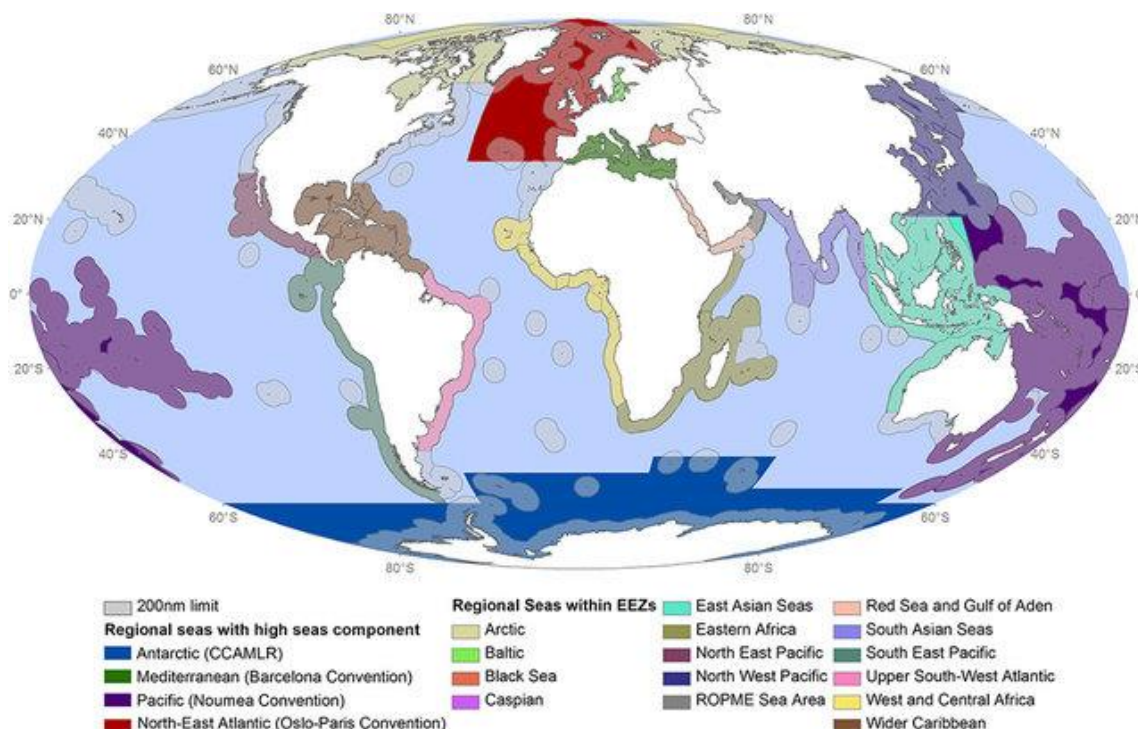 80°N 80°N
60°N 60°N
40°N 40°N
20°N 20°N
0° 0°
20°S 20°S
40°S 40°S
60°S 60°S
80°S 80°S
200nm limit
Regional seas with high seas component
Antarctic (CCAMLR)
Mediterranean (Barcelona Convention)
Pacific (Noumea Convention)
North-East Atlantic (Oslo-Paris Convention)
Regional Seas within EEZs
Arctic
Baltic
Black Sea
Caspian
East Asian Seas
Eastern Africa
North East Pacific
North West Pacific
ROPME Sea Area
Red Sea and Gulf of Aden
South Asian Seas
South East Pacific
Upper South-West Atlantic
West and Central Africa
Wider Caribbean